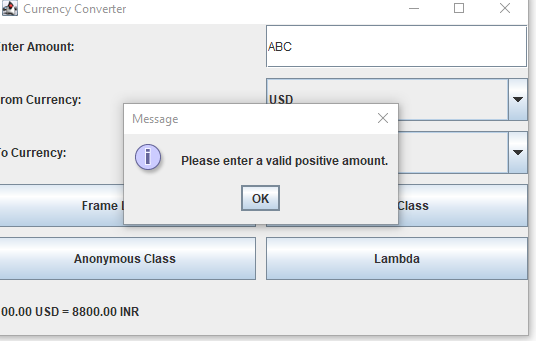 Currency Converter
nter Amount:
ABC
rom Currency:
USD
Message
Please enter a valid positive amount.
o Currency:
OK
Frame
Class
Anonymous Class
Lambda
00.00 USD = 8800.00 INR